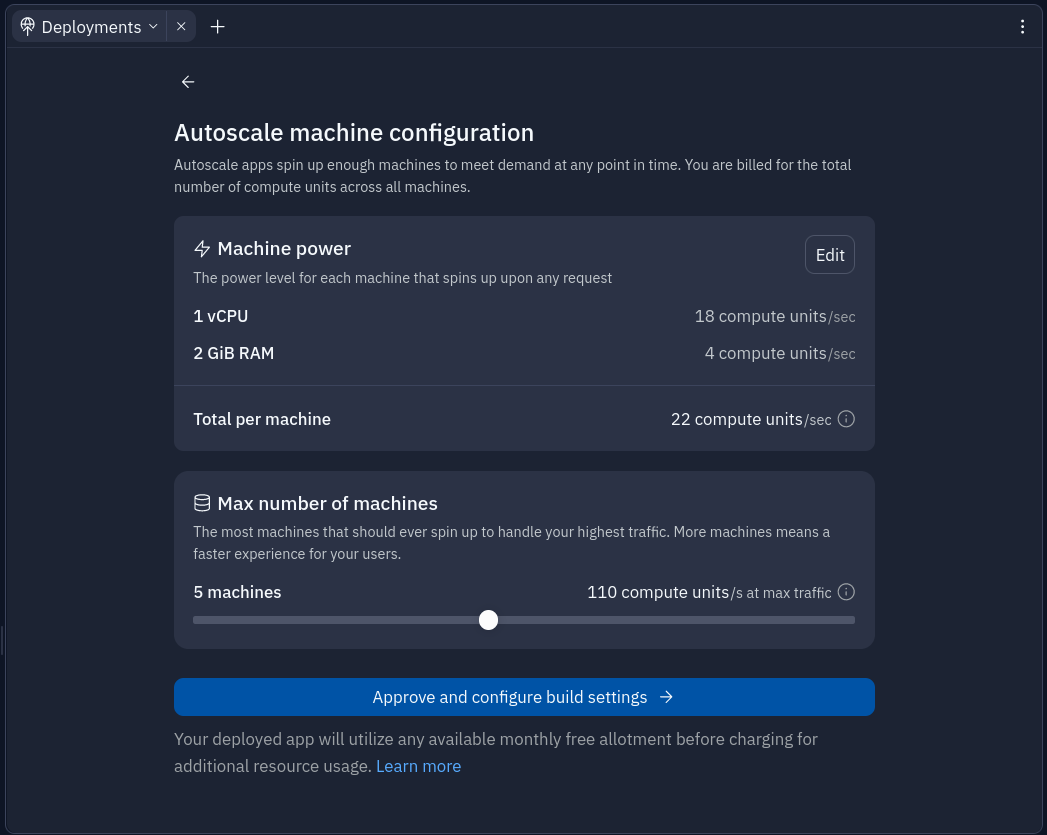 Deployments
Autoscale machine configuration
Autoscale apps spin up enough machines to meet demand at any point in time. You are billed for the total
number of compute units across all machines.
Machine power
Edit
The power level for each machine that spins up upon any request
1 vCPU 18 compute units/sec
2 GiB RAM 4 compute units/sec
Total per machine 22 compute units/sec
Max number of machines
The most machines that should ever spin up to handle your highest traffic. More machines means a
faster experience for your users.
5 machines 110 compute units/s at max traffic
Approve and configure build settings
Your deployed app will utilize any available monthly free allotment before charging for
additional resource usage. Learn more